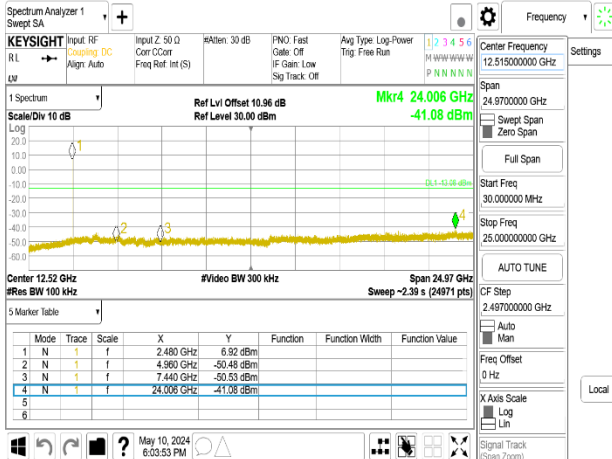 Spectrum Analyzer 1
Swept SA
+
Frequency
KEYSIGHT
Input: RF
Coupling: DC
Align: Auto
Input Z: 50 Ω
Corr CCorr
Freq Ref: Int (S)
#Atten: 30 dB
PNO: Fast
Gate: Off
IF Gain: Low
Sig Track: Off
Avg Type: Log-Power
Trig: Free Run
1 2 3 4 5 6
M W W W W W
P N N N N N
R L
1 Spectrum
Scale/Div 10 dB
Ref Lvl Offset 10.96 dB
Ref Level 30.00 dBm
Mkr4 24.006 GHz
-41.08 dBm
Log
20.0
10.0
0.00
-10.0
-20.0
-30.0
-40.0
-50.0
-60.0
1
2
3
4
Center 12.52 GHz
#Video BW 300 kHz
Span 24.97 GHz
#Res BW 100 kHz
Sweep ~2.39 s (24971 pts)
5 Marker Table
Mode Trace Scale X Y Function Function Width Function Value
1 N 1 f 2.480 GHz 6.92 dBm
2 N 1 f 4.960 GHz -50.48 dBm
3 N 1 f 7.440 GHz -50.53 dBm
4 N 1 f 24.006 GHz -41.08 dBm
5
6
?
May 10, 2024
6:03:53 PM
Center Frequency
12.515000000 GHz
Settings
Span
24.9700000 GHz
Swept Span
Zero Span
Full Span
Start Freq
30.000000 MHz
Stop Freq
25.000000000 GHz
AUTO TUNE
CF Step
2.497000000 GHz
Auto
Man
Freq Offset
0 Hz
Local
X Axis Scale
Log
Lin
Signal Track
(Span Zoom)